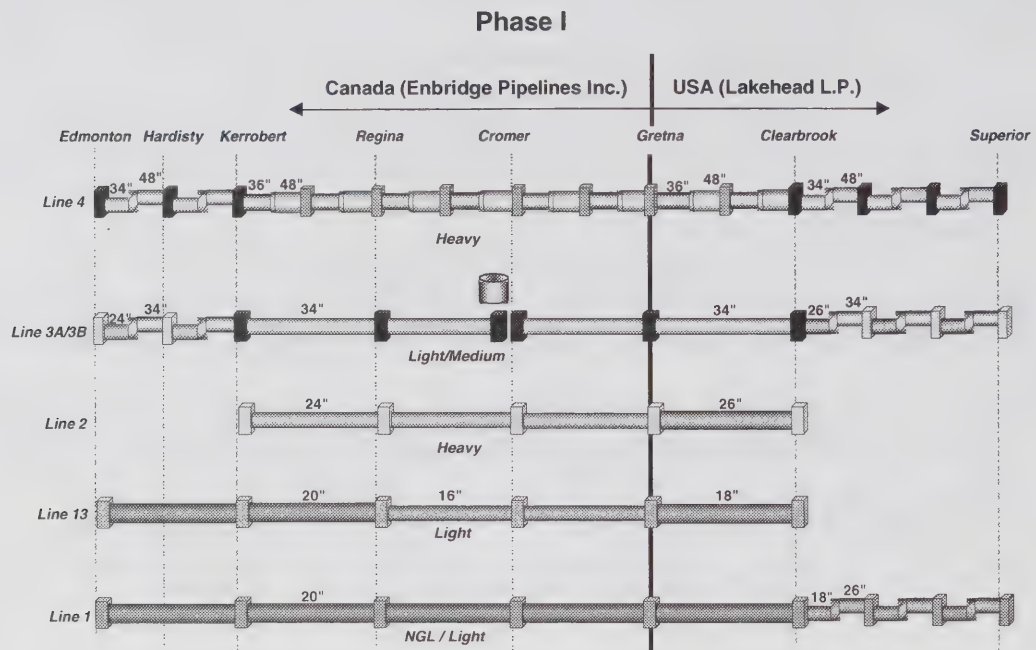 Phase I
Canada (Enbridge Pipelines Inc.) USA (Lakehead L.P.)
Edmonton Hardisty Kerrobert Regina Cromer Gretna Clearbrook Superior
Line 4 34" 48" 36" 48" 36" 48" 34" 48"
Heavy
Line 3A/3B 24" 34" 34" 34" 26" 34"
Light/Medium
Line 2 24" 26"
Heavy
Line 13 20" 16" 18"
Light
Line 1 20" 18" 26"
NGL / Light